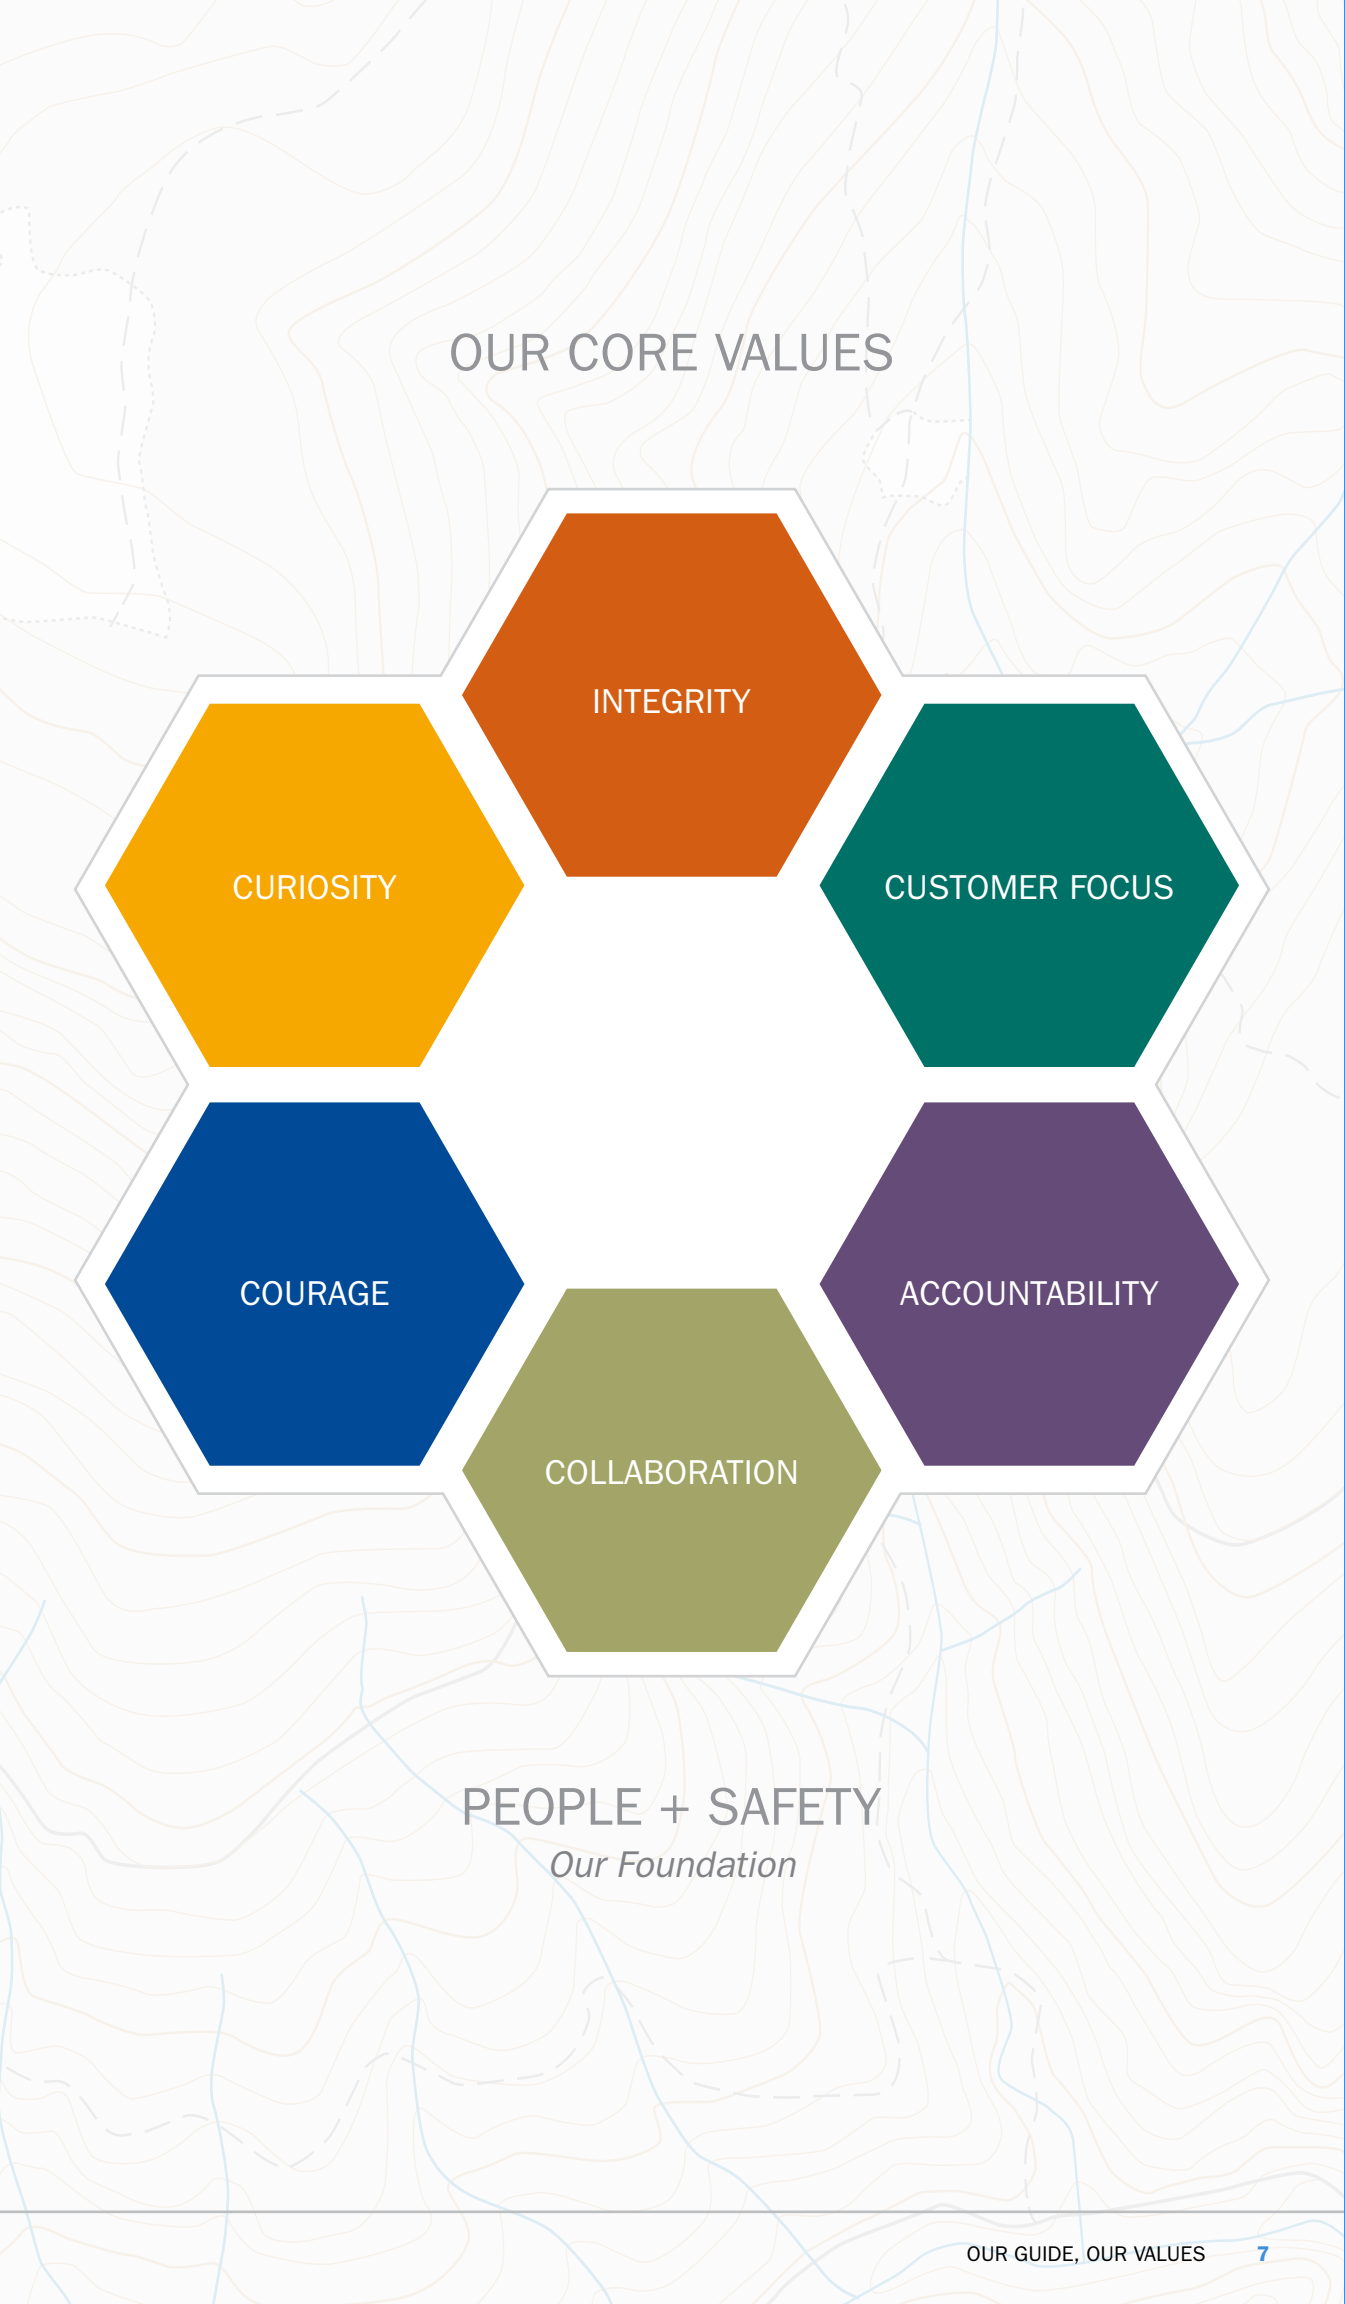 OUR CORE VALUES
INTEGRITY
CURIOSITY
CUSTOMER FOCUS
COURAGE
ACCOUNTABILITY
COLLABORATION
PEOPLE + SAFETY
Our Foundation
OUR GUIDE, OUR VALUES 7